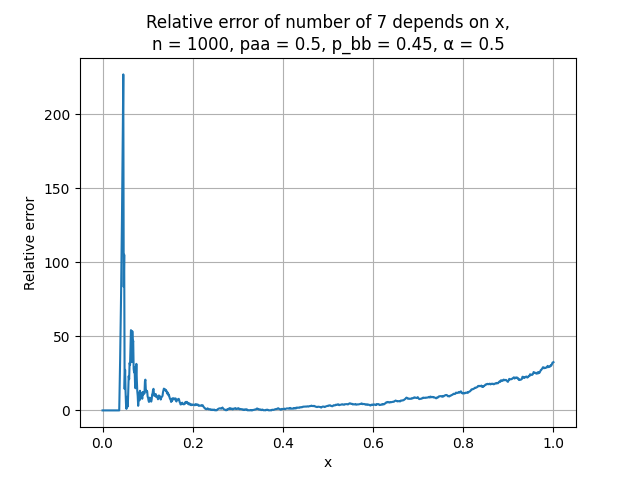 Relative error of number of 7 depends on x,
n = 1000, paa = 0.5, p_bb = 0.45, α = 0.5
200
150
100
50
0
Relative error
0.0 0.2 0.4 0.6 0.8 1.0
x